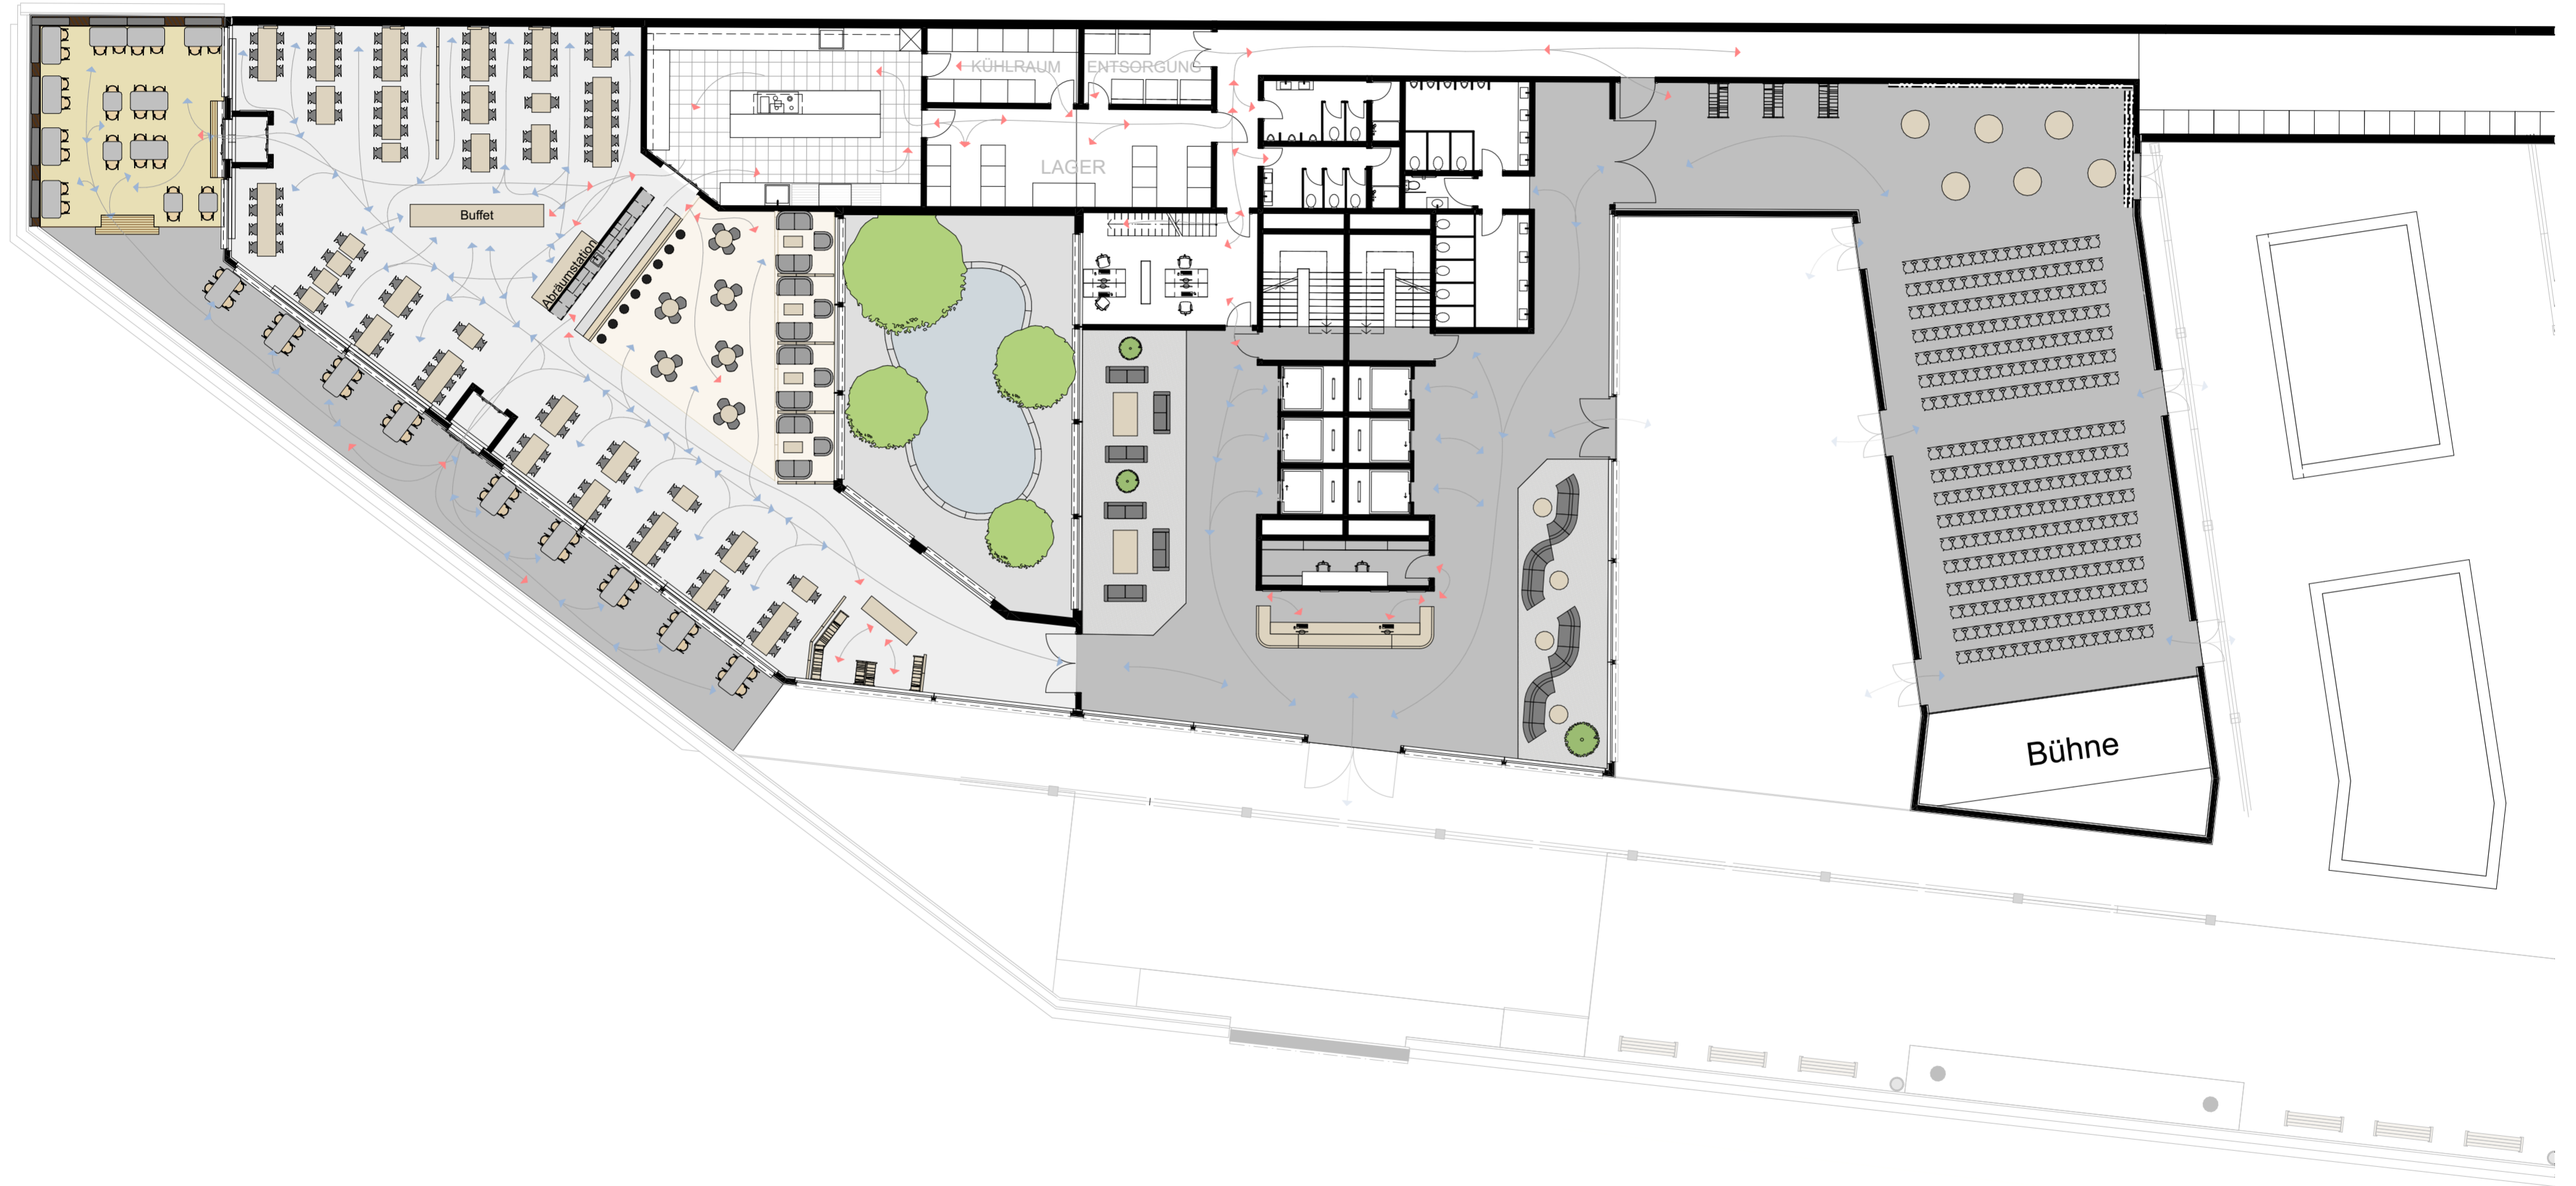 KÜHLRAUM
ENTSORGUNG
LAGER
Buffet
Abräumstation
Bühne